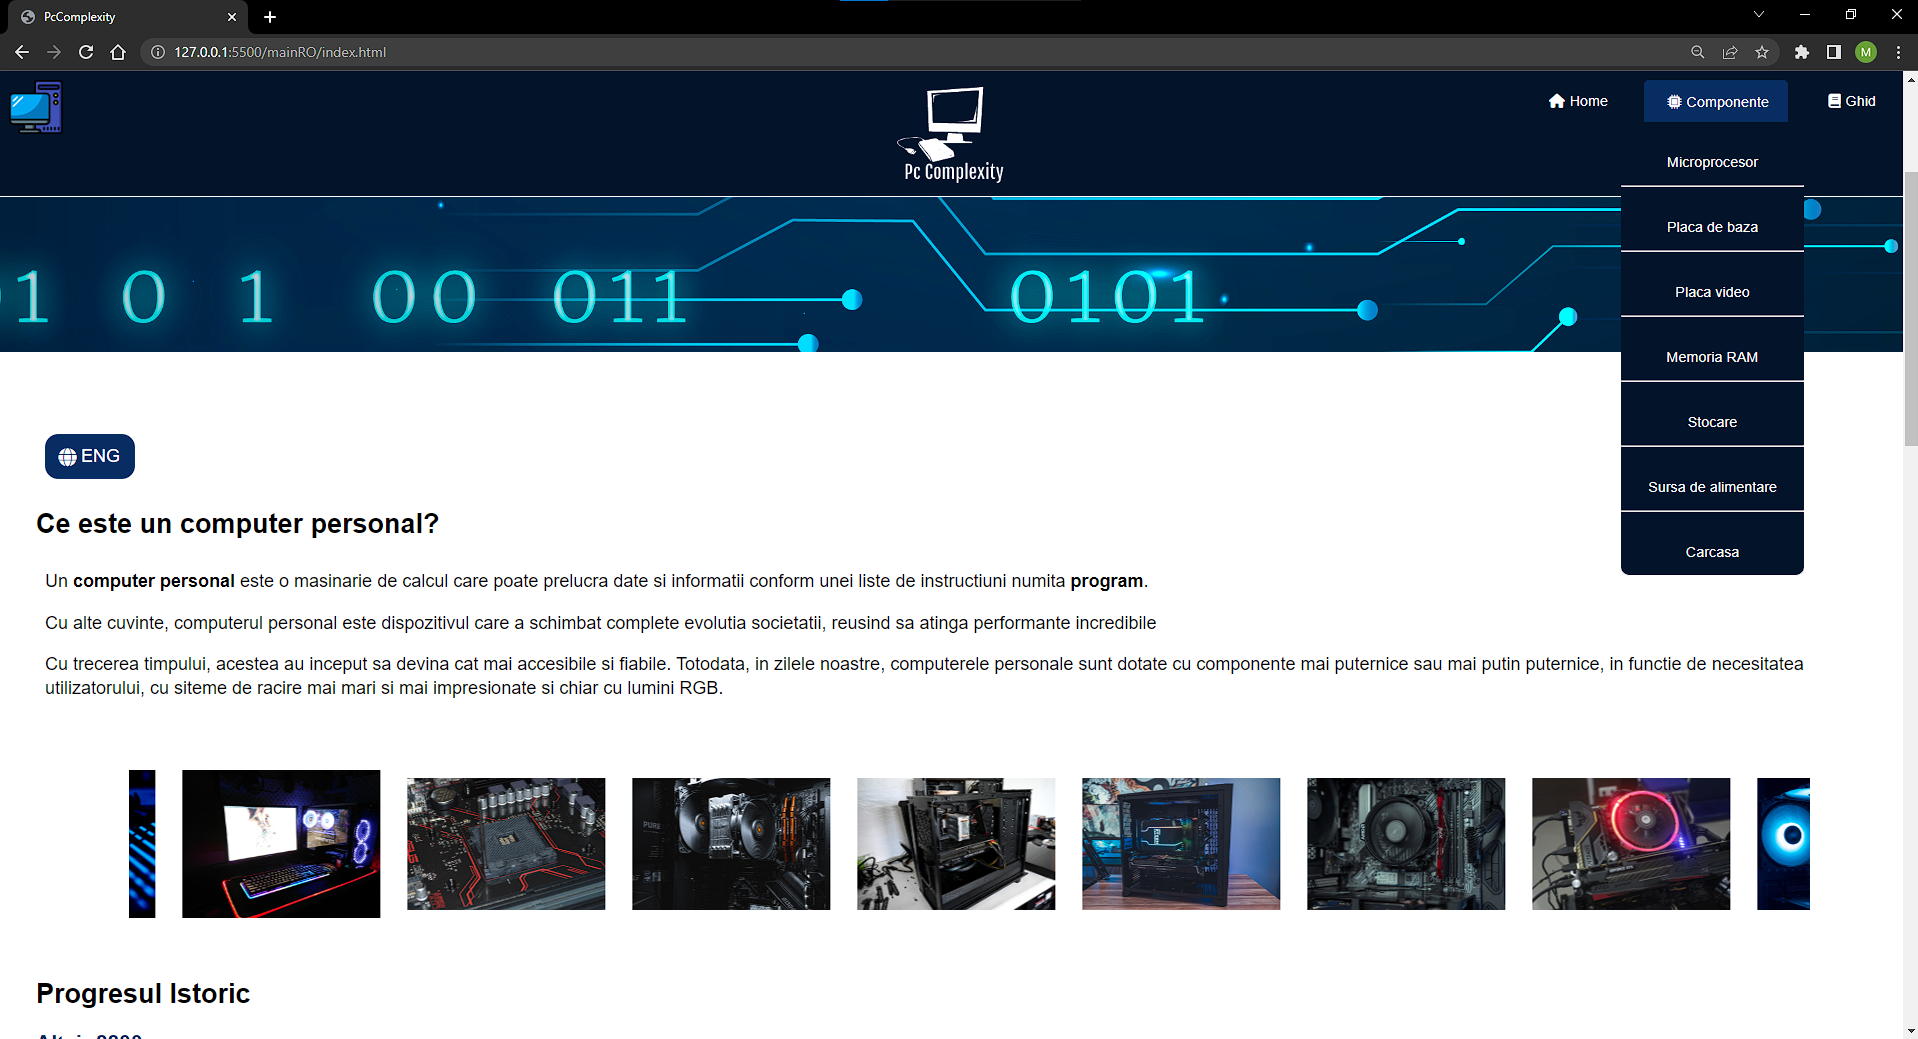 PcComplexity
127.0.0.1:5500/mainRO/index.html
M
Pc Complexity
Home
Componente
Ghid
Microprocesor
Placa de baza
Placa video
Memoria RAM
Stocare
Sursa de alimentare
Carcasa
1 0 1 00 011 0101
ENG
Ce este un computer personal?
Un computer personal este o masinarie de calcul care poate prelucra date si informatii conform unei liste de instructiuni numita program.
Cu alte cuvinte, computerul personal este dispozitivul care a schimbat complete evolutia societatii, reusind sa atinga performante incredibile
Cu trecerea timpului, acestea au inceput sa devina cat mai accesibile si fiabile. Totodata, in zilele noastre, computerele personale sunt dotate cu componente mai puternice sau mai putin puternice, in functie de necesitatea
utilizatorului, cu siteme de racire mai mari si mai impresionate si chiar cu lumini RGB.
PURE
Progresul Istoric